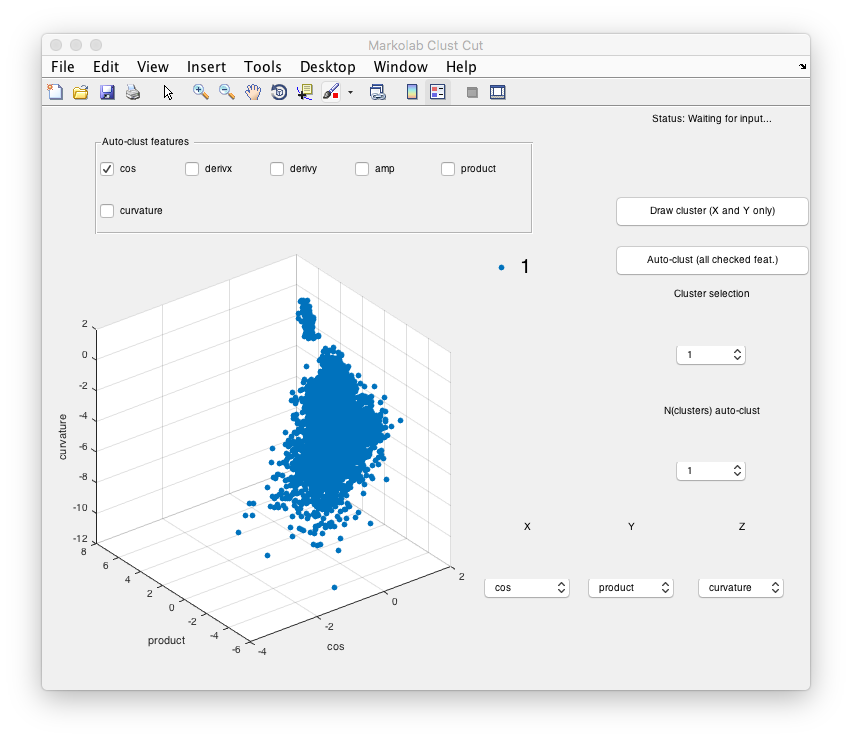 Markolab Clust Cut
File Edit View Insert Tools Desktop Window Help
Status: Waiting for input...
Auto-clust features
cos derivx derivy amp product
curvature
Draw cluster (X and Y only)
Auto-clust (all checked feat.)
1
Cluster selection
1
N(clusters) auto-clust
1
X Y Z
cos product curvature
2
0
-2
-4
-6
-8
-10
-12
curvature
8
6
4
2
0
-2
-4
-6
product
-4
-2
0
2
cos